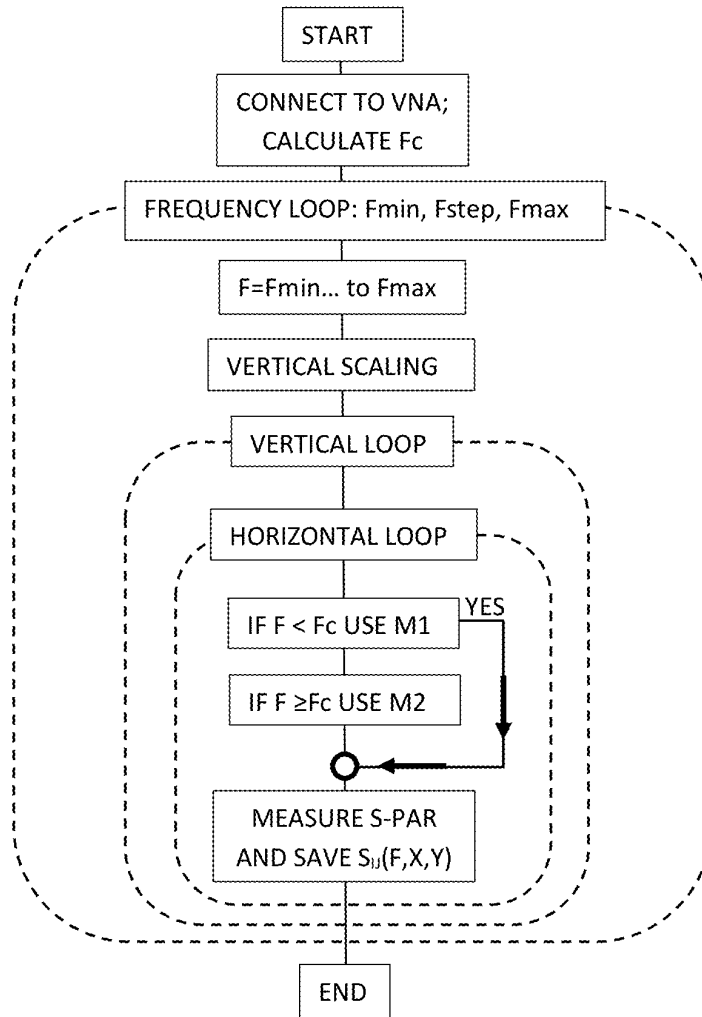 START
CONNECT TO VNA;
CALCULATE Fc
FREQUENCY LOOP: Fmin, Fstep, Fmax
F=Fmin... to Fmax
VERTICAL SCALING
VERTICAL LOOP
HORIZONTAL LOOP
YES
IF F < Fc USE M1
IF F ≥Fc USE M2
MEASURE S-PAR
AND SAVE SIJ(F,X,Y)
END